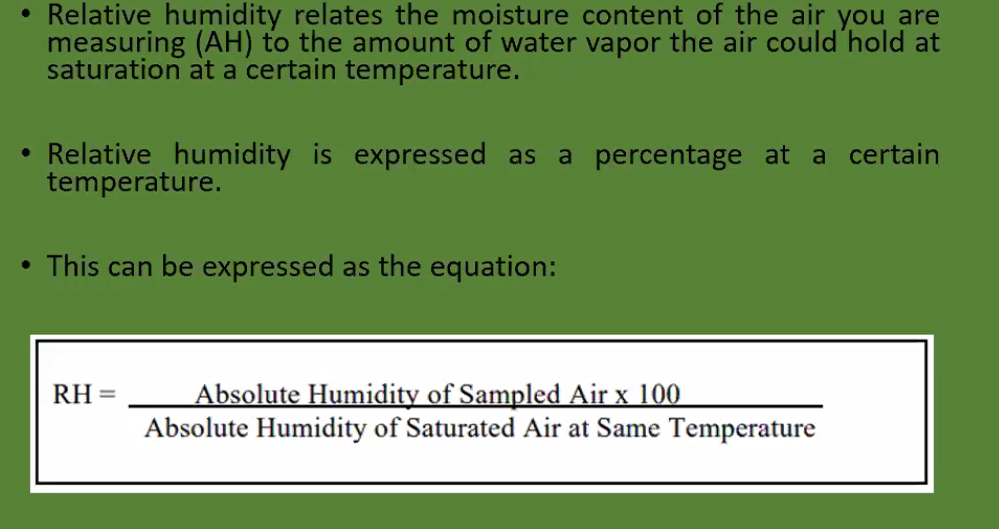 • Relative humidity relates the moisture content of the air you are
measuring (AH) to the amount of water vapor the air could hold at
saturation at a certain temperature.
• Relative humidity is expressed as a percentage at a certain
temperature.
• This can be expressed as the equation:
RH = Absolute Humidity of Sampled Air x 100
Absolute Humidity of Saturated Air at Same Temperature